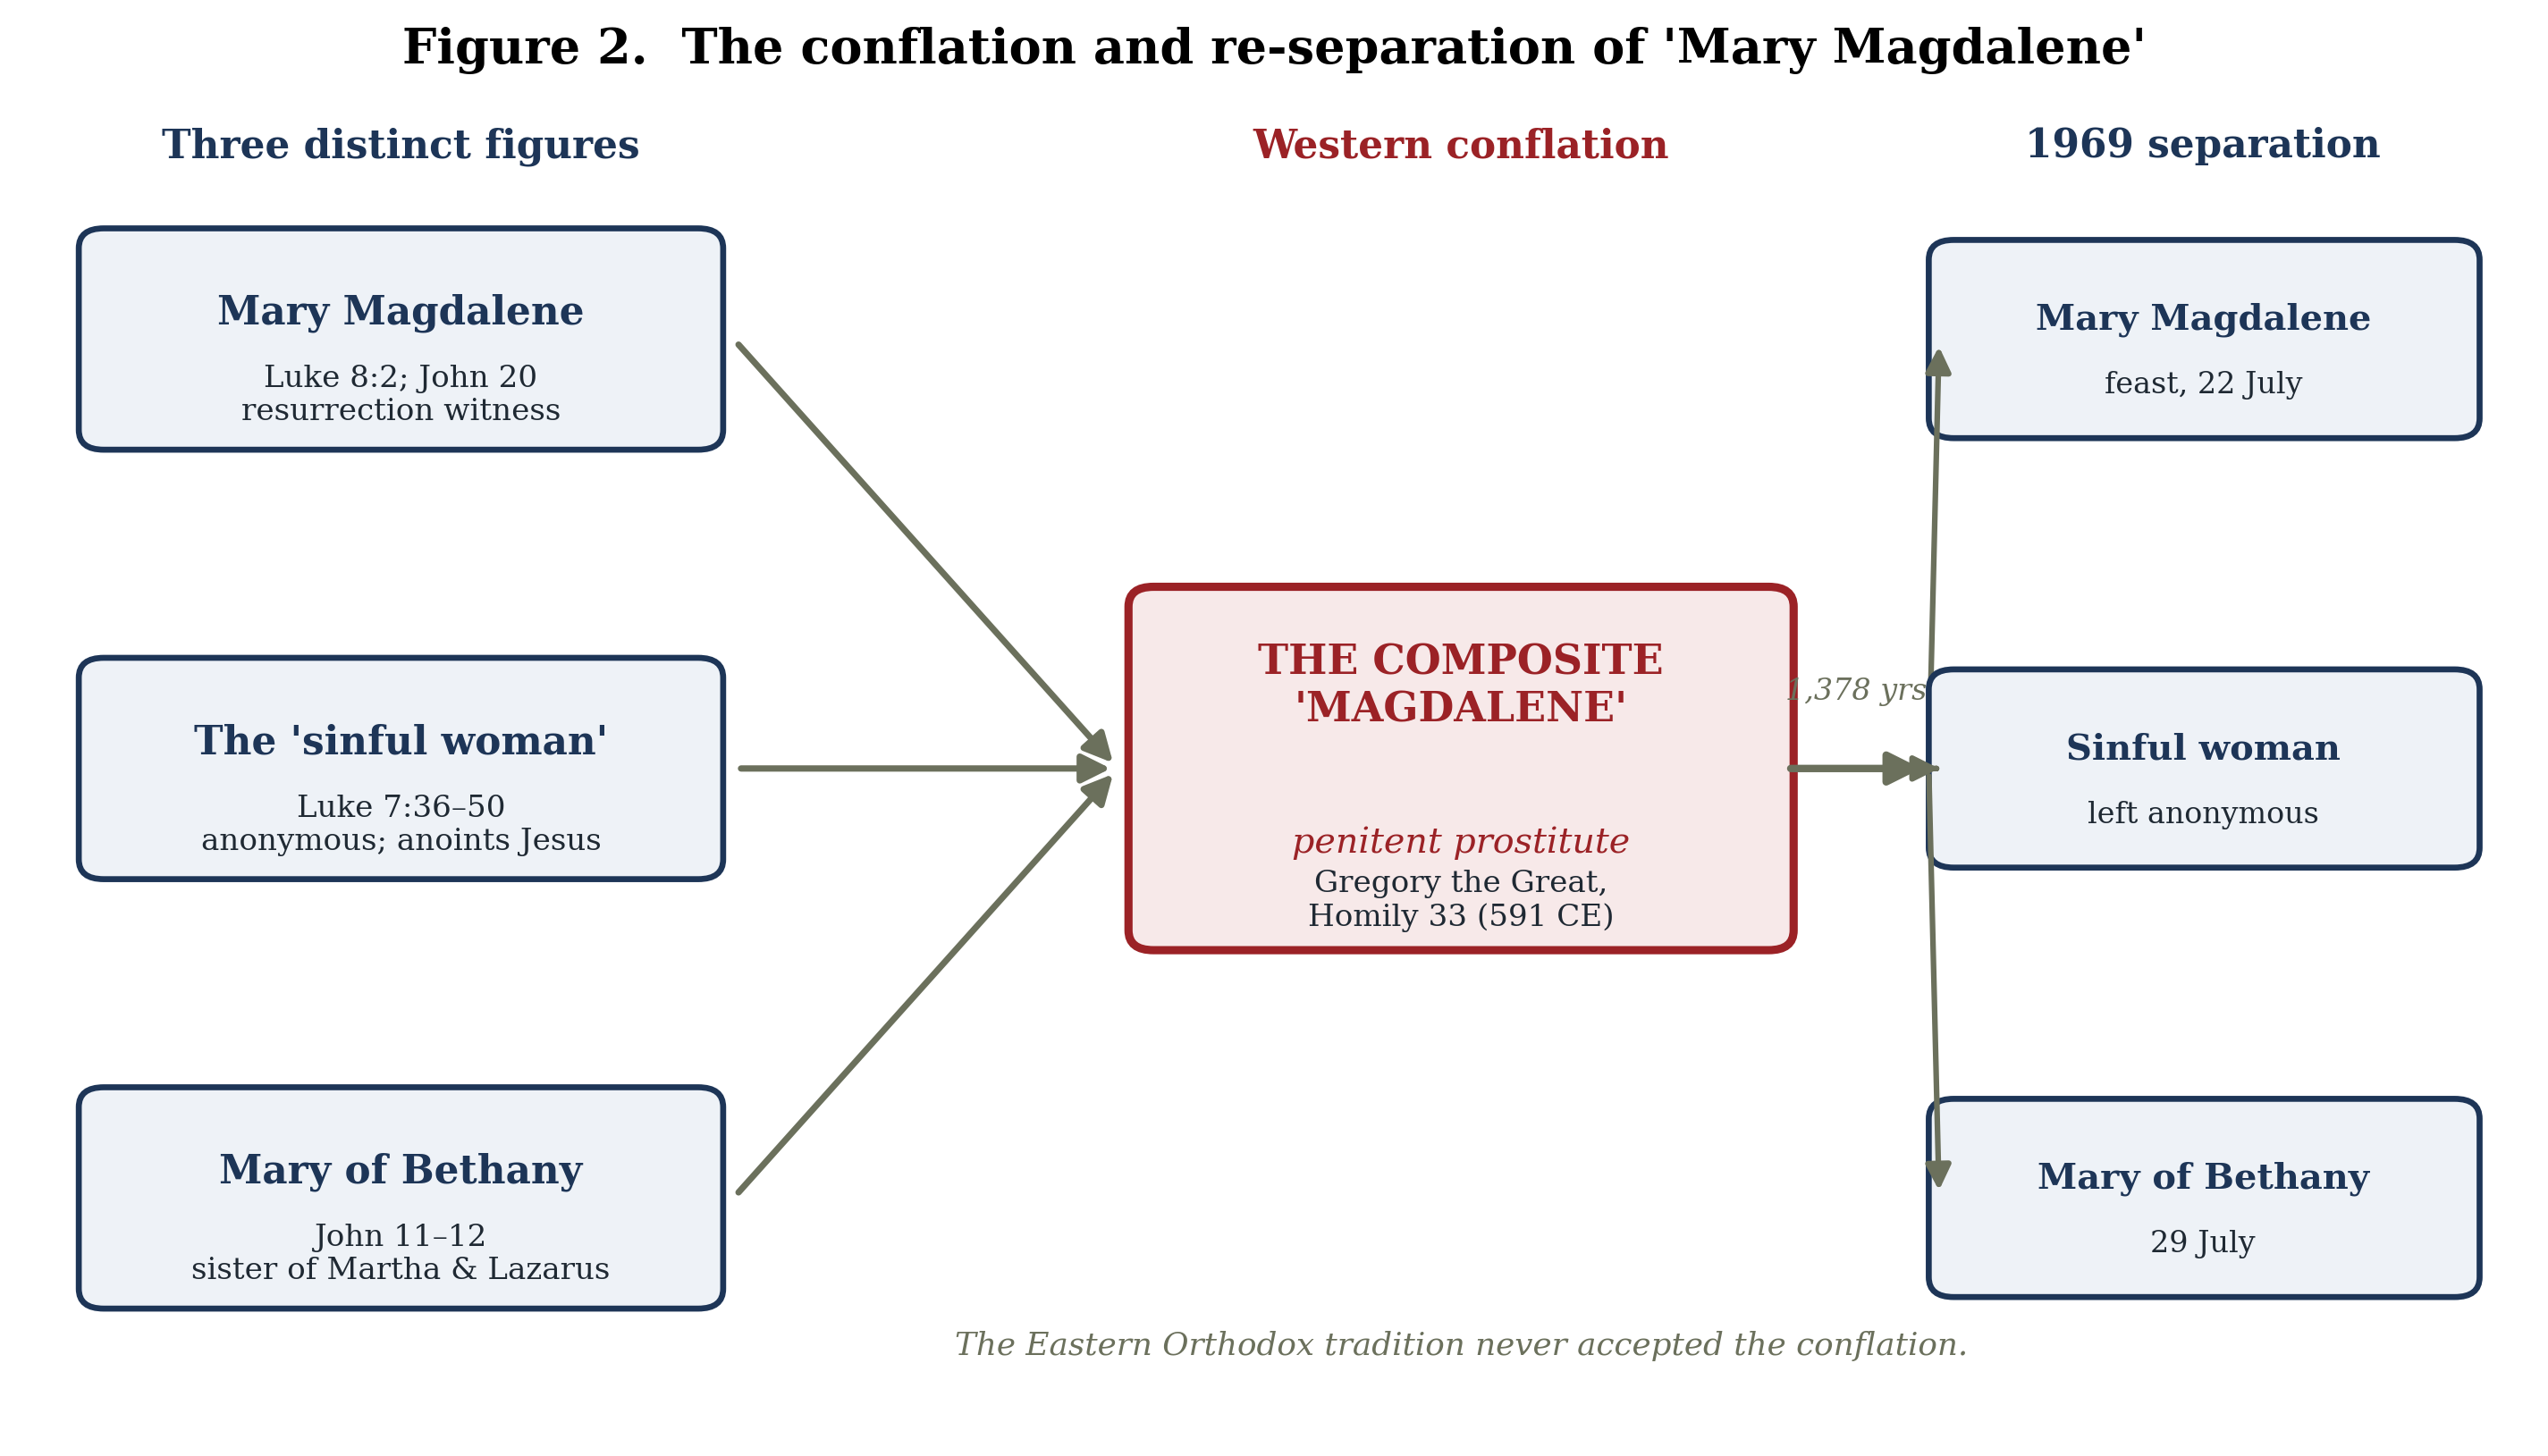 Figure 2.  The conflation and re-separation of 'Mary Magdalene'
Three distinct figures
Western conflation
1969 separation
Mary Magdalene
Luke 8:2; John 20
resurrection witness
The 'sinful woman'
Luke 7:36–50
anonymous; anoints Jesus
Mary of Bethany
John 11–12
sister of Martha & Lazarus
THE COMPOSITE
'MAGDALENE'
penitent prostitute
Gregory the Great,
Homily 33 (591 CE)
1,378 yrs
Mary Magdalene
feast, 22 July
Sinful woman
left anonymous
Mary of Bethany
29 July
The Eastern Orthodox tradition never accepted the conflation.